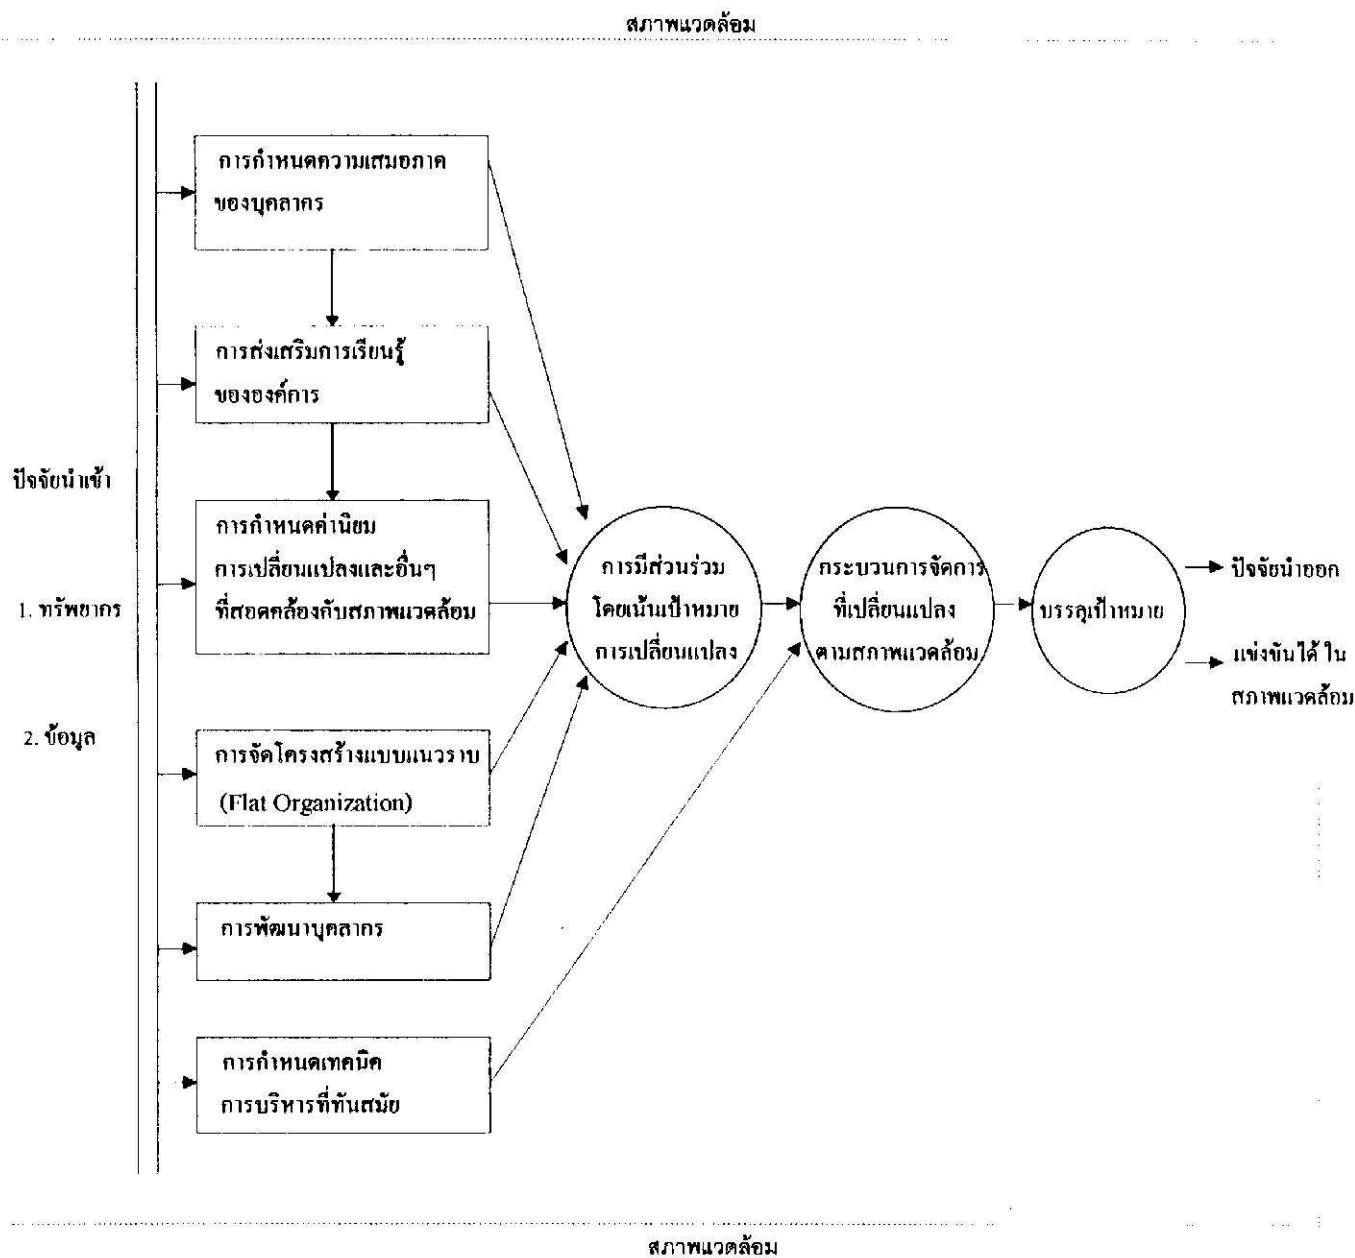 สภาพแวดล้อม
การกำหนดความเสมอภาค
ของบุคลากร
การส่งเสริมการเรียนรู้
ขององค์การ
ปัจจัยนำเข้า
1. ทรัพยากร
2. ข้อมูล
การกำหนดค่านิยม
การเปลี่ยนแปลงและอื่นๆ
ที่สอดคล้องกับสภาพแวดล้อม
การจัดโครงสร้างแบบแนวราบ
(Flat Organization)
การพัฒนาบุคลากร
การกำหนดเทคนิค
การบริหารที่ทันสมัย
การมีส่วนร่วม
โดยเน้นเป้าหมาย
การเปลี่ยนแปลง
กระบวนการจัดการ
ที่เปลี่ยนแปลง
ตามสภาพแวดล้อม
บรรลุเป้าหมาย
ปัจจัยนำออก
แข่งขันได้ ใน
สภาพแวดล้อม
สภาพแวดล้อม